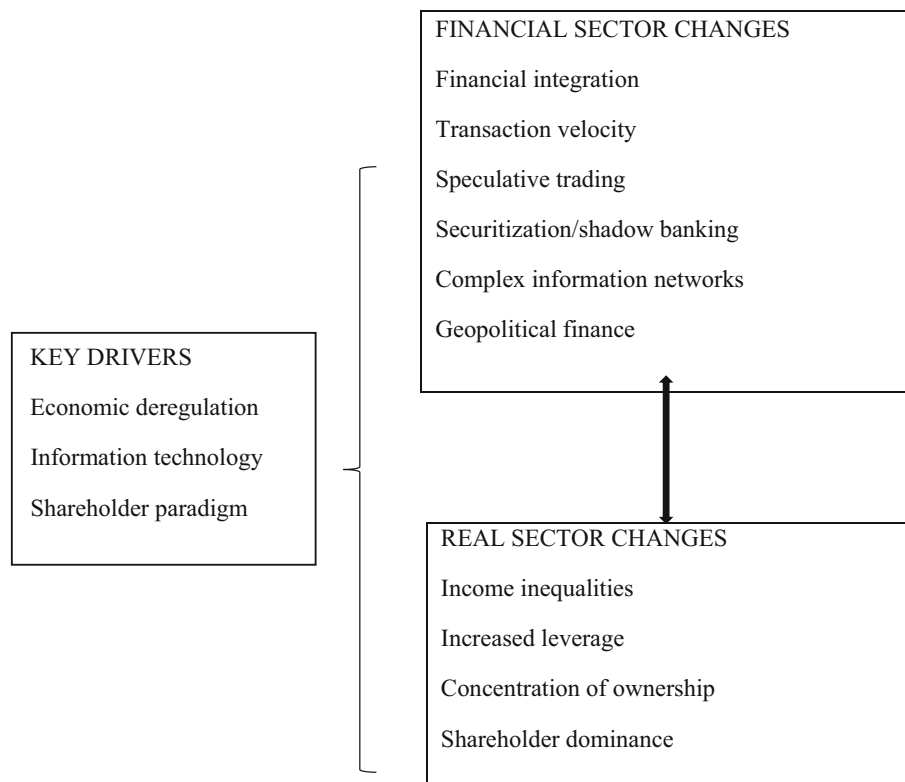 FINANCIAL SECTOR CHANGES
Financial integration
Transaction velocity
Speculative trading
Securitization/shadow banking
Complex information networks
Geopolitical finance
KEY DRIVERS
Economic deregulation
Information technology
Shareholder paradigm
REAL SECTOR CHANGES
Income inequalities
Increased leverage
Concentration of ownership
Shareholder dominance